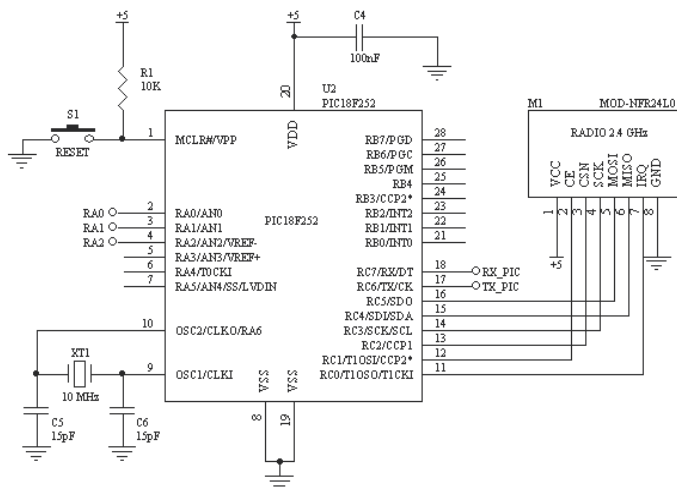 +5
+5
C4
100nF
R1
10K
20
U2
PIC18F252
M1 MOD-NFR24L0
RADIO 2.4 GHz
VCC
CE
CSN
SCK
MOSI
MISO
IRQ
GND
1
2
3
4
5
6
7
8
+5
S1
RESET
VDD
PIC18F252
1 MCLR#/VPP
RA0 2 RA0/AN0
RA1 3 RA1/AN1
RA2 4 RA2/AN2/VREF-
5 RA3/AN3/VREF+
6 RA4/T0CKI
7 RA5/AN4/SS/LVDIN
10 OSC2/CLKO/RA6
9 OSC1/CLKI
RB7/PGD 28
RB6/PGC 27
RB5/PGM 26
RB4 25
RB3/CCP2* 24
RB2/INT2 23
RB1/INT1 22
RB0/INT0 21
RC7/RX/DT 18 RX_PIC
RC6/TX/CK 17 TX_PIC
RC5/SDO 16
RC4/SDI/SDA 15
RC3/SCK/SCL 14
RC2/CCP1 13
RC1/T1OSI/CCP2* 12
RC0/T1OSO/T1CKI 11
XT1
10 MHz
C5
15pF
C6
15pF
VSS
VSS
8
19